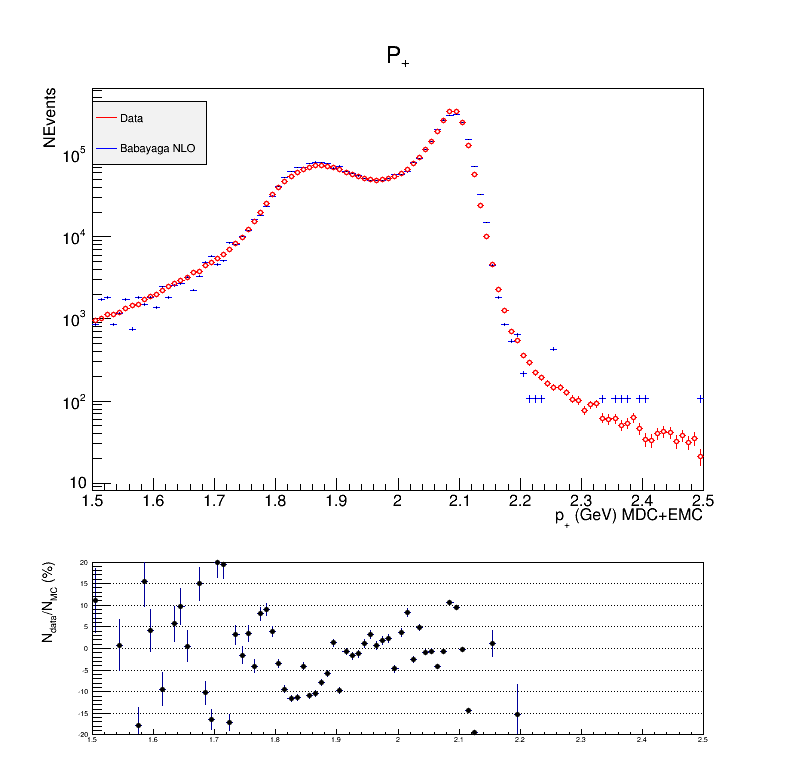 P+
NEvents
Data
Babayaga NLO
10^5
10^4
10^3
10^2
10
1.5 1.6 1.7 1.8 1.9 2 2.1 2.2 2.3 2.4 2.5
p+ (GeV) MDC+EMC
N_data/N_MC (%)
20
15
10
5
0
-5
-10
-15
-20
1.5 1.6 1.7 1.8 1.9 2 2.1 2.2 2.3 2.4 2.5